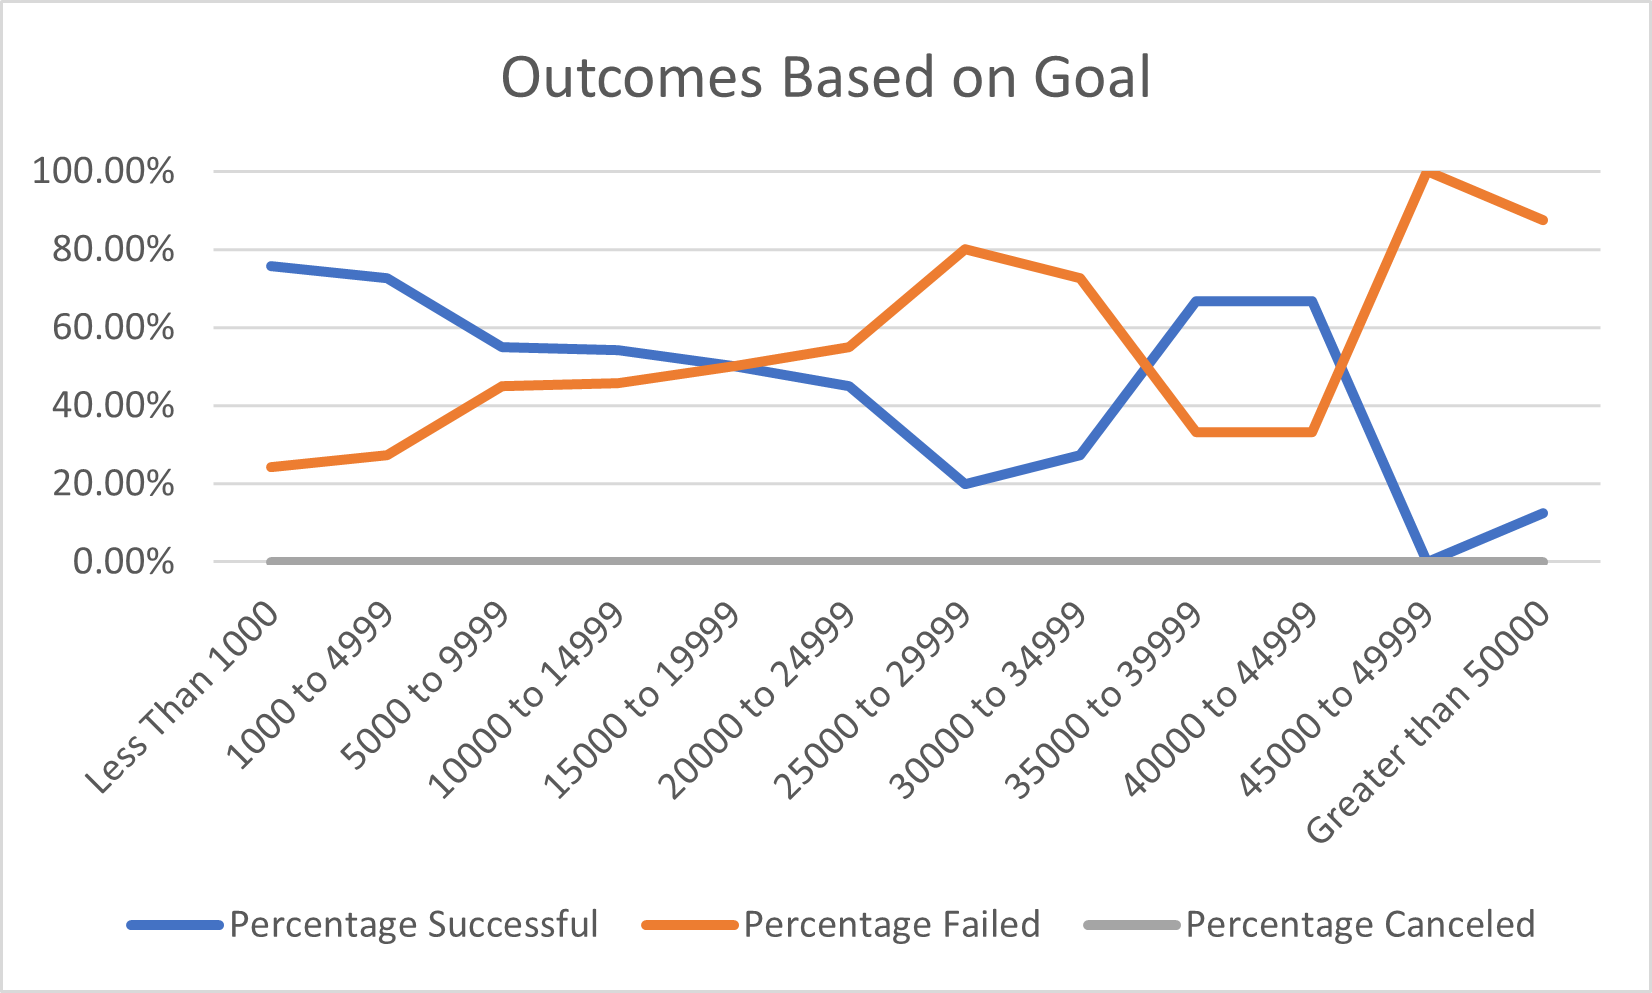 Outcomes Based on Goal
100.00%
80.00%
60.00%
40.00%
20.00%
0.00%
Less Than 1000
1000 to 4999
5000 to 9999
10000 to 14999
15000 to 19999
20000 to 24999
25000 to 29999
30000 to 34999
35000 to 39999
40000 to 44999
45000 to 49999
Greater than 50000
Percentage Successful
Percentage Failed
Percentage Canceled